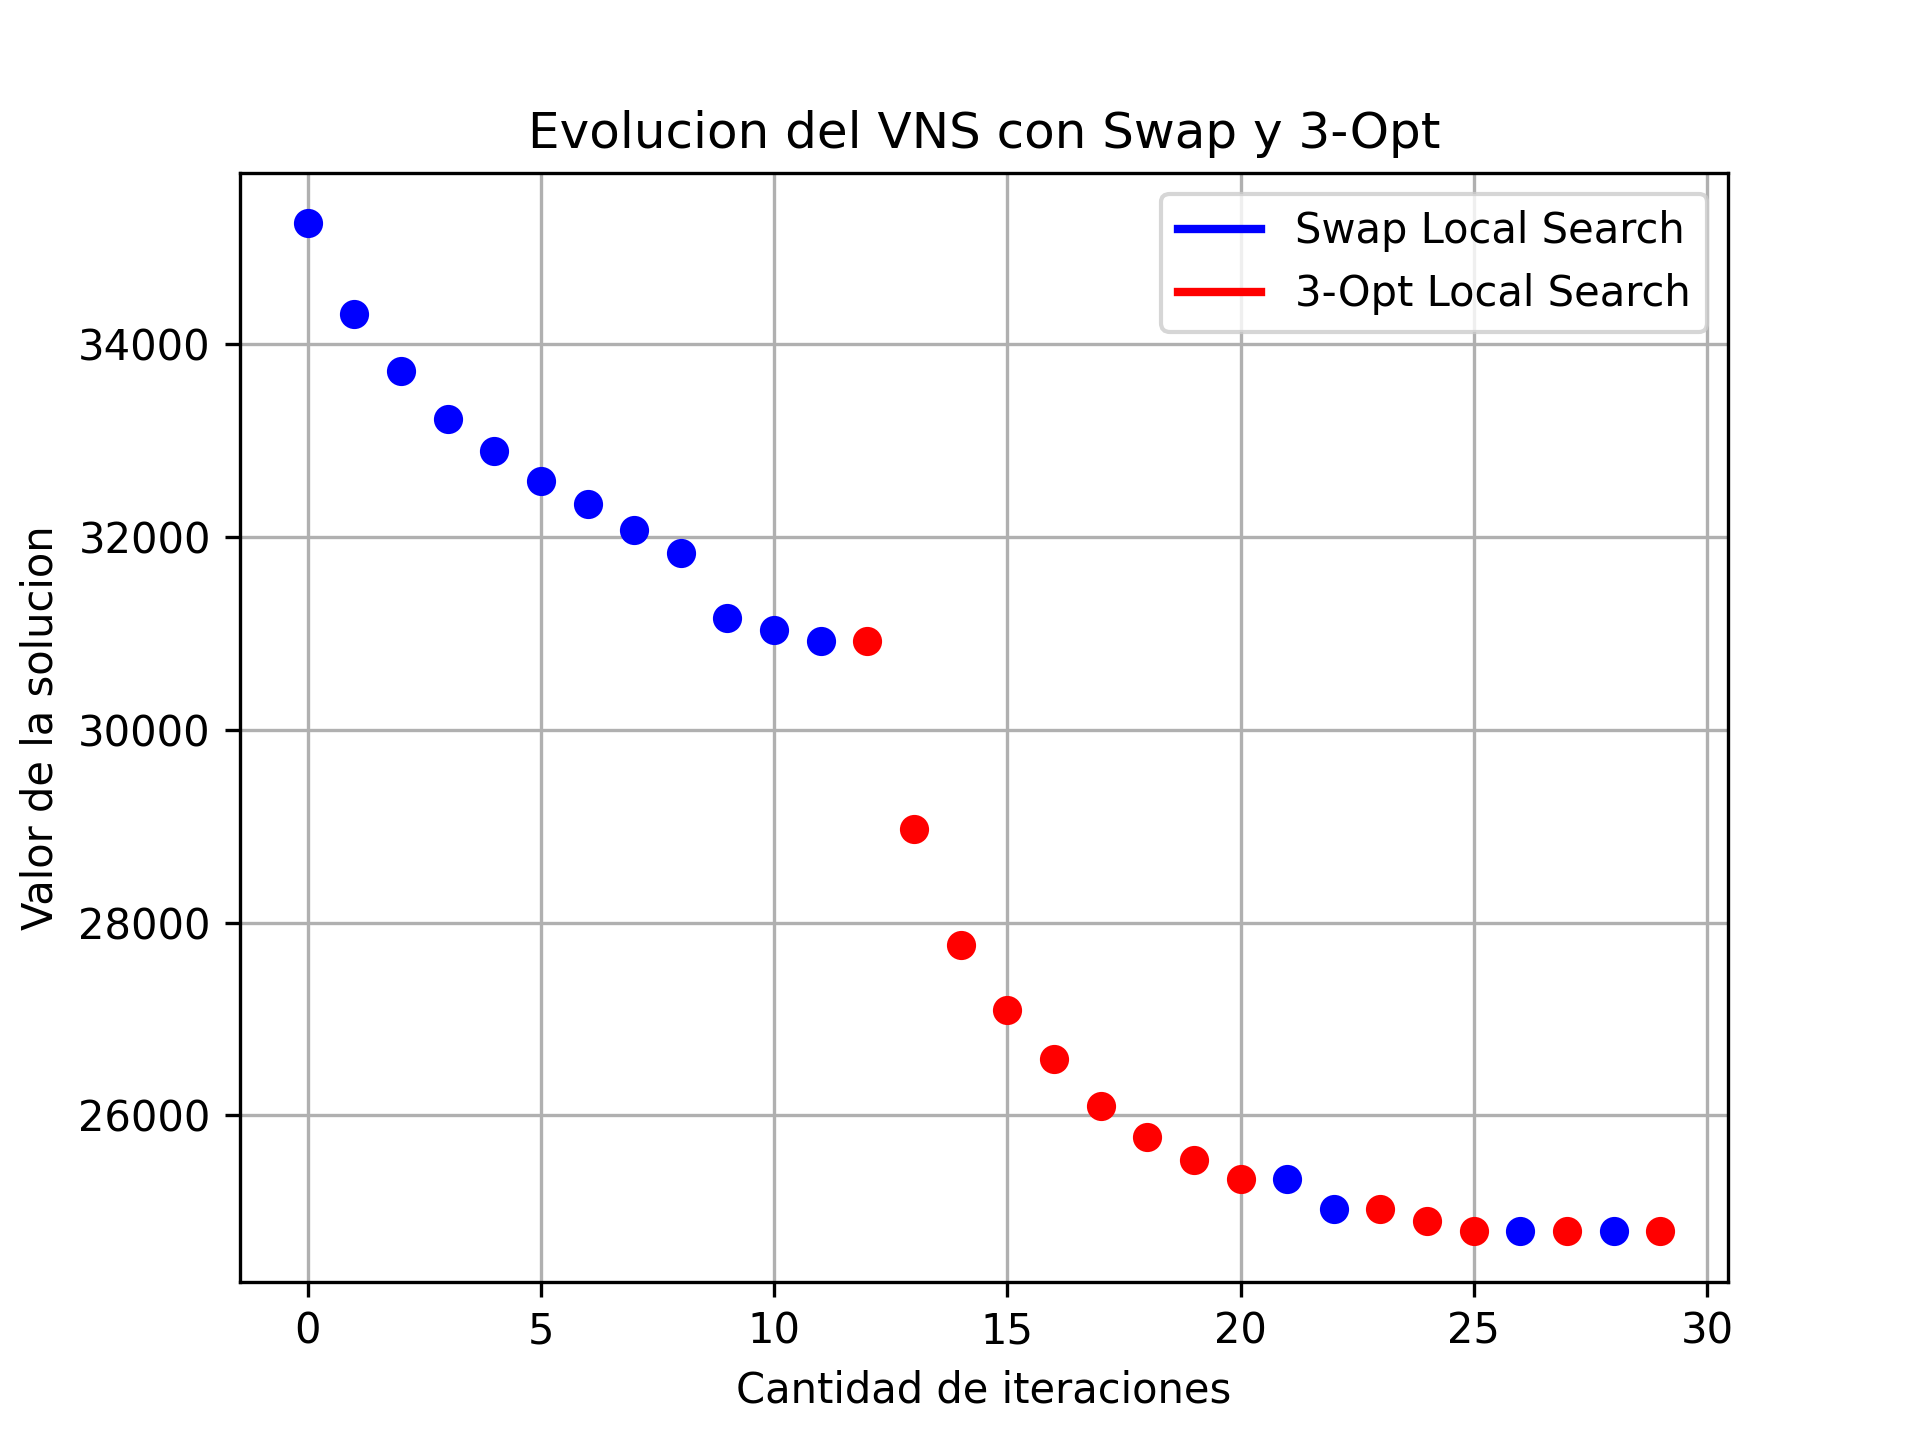 Evolucion del VNS con Swap y 3-Opt
Swap Local Search
3-Opt Local Search
Valor de la solucion
34000
32000
30000
28000
26000
0 5 10 15 20 25 30
Cantidad de iteraciones